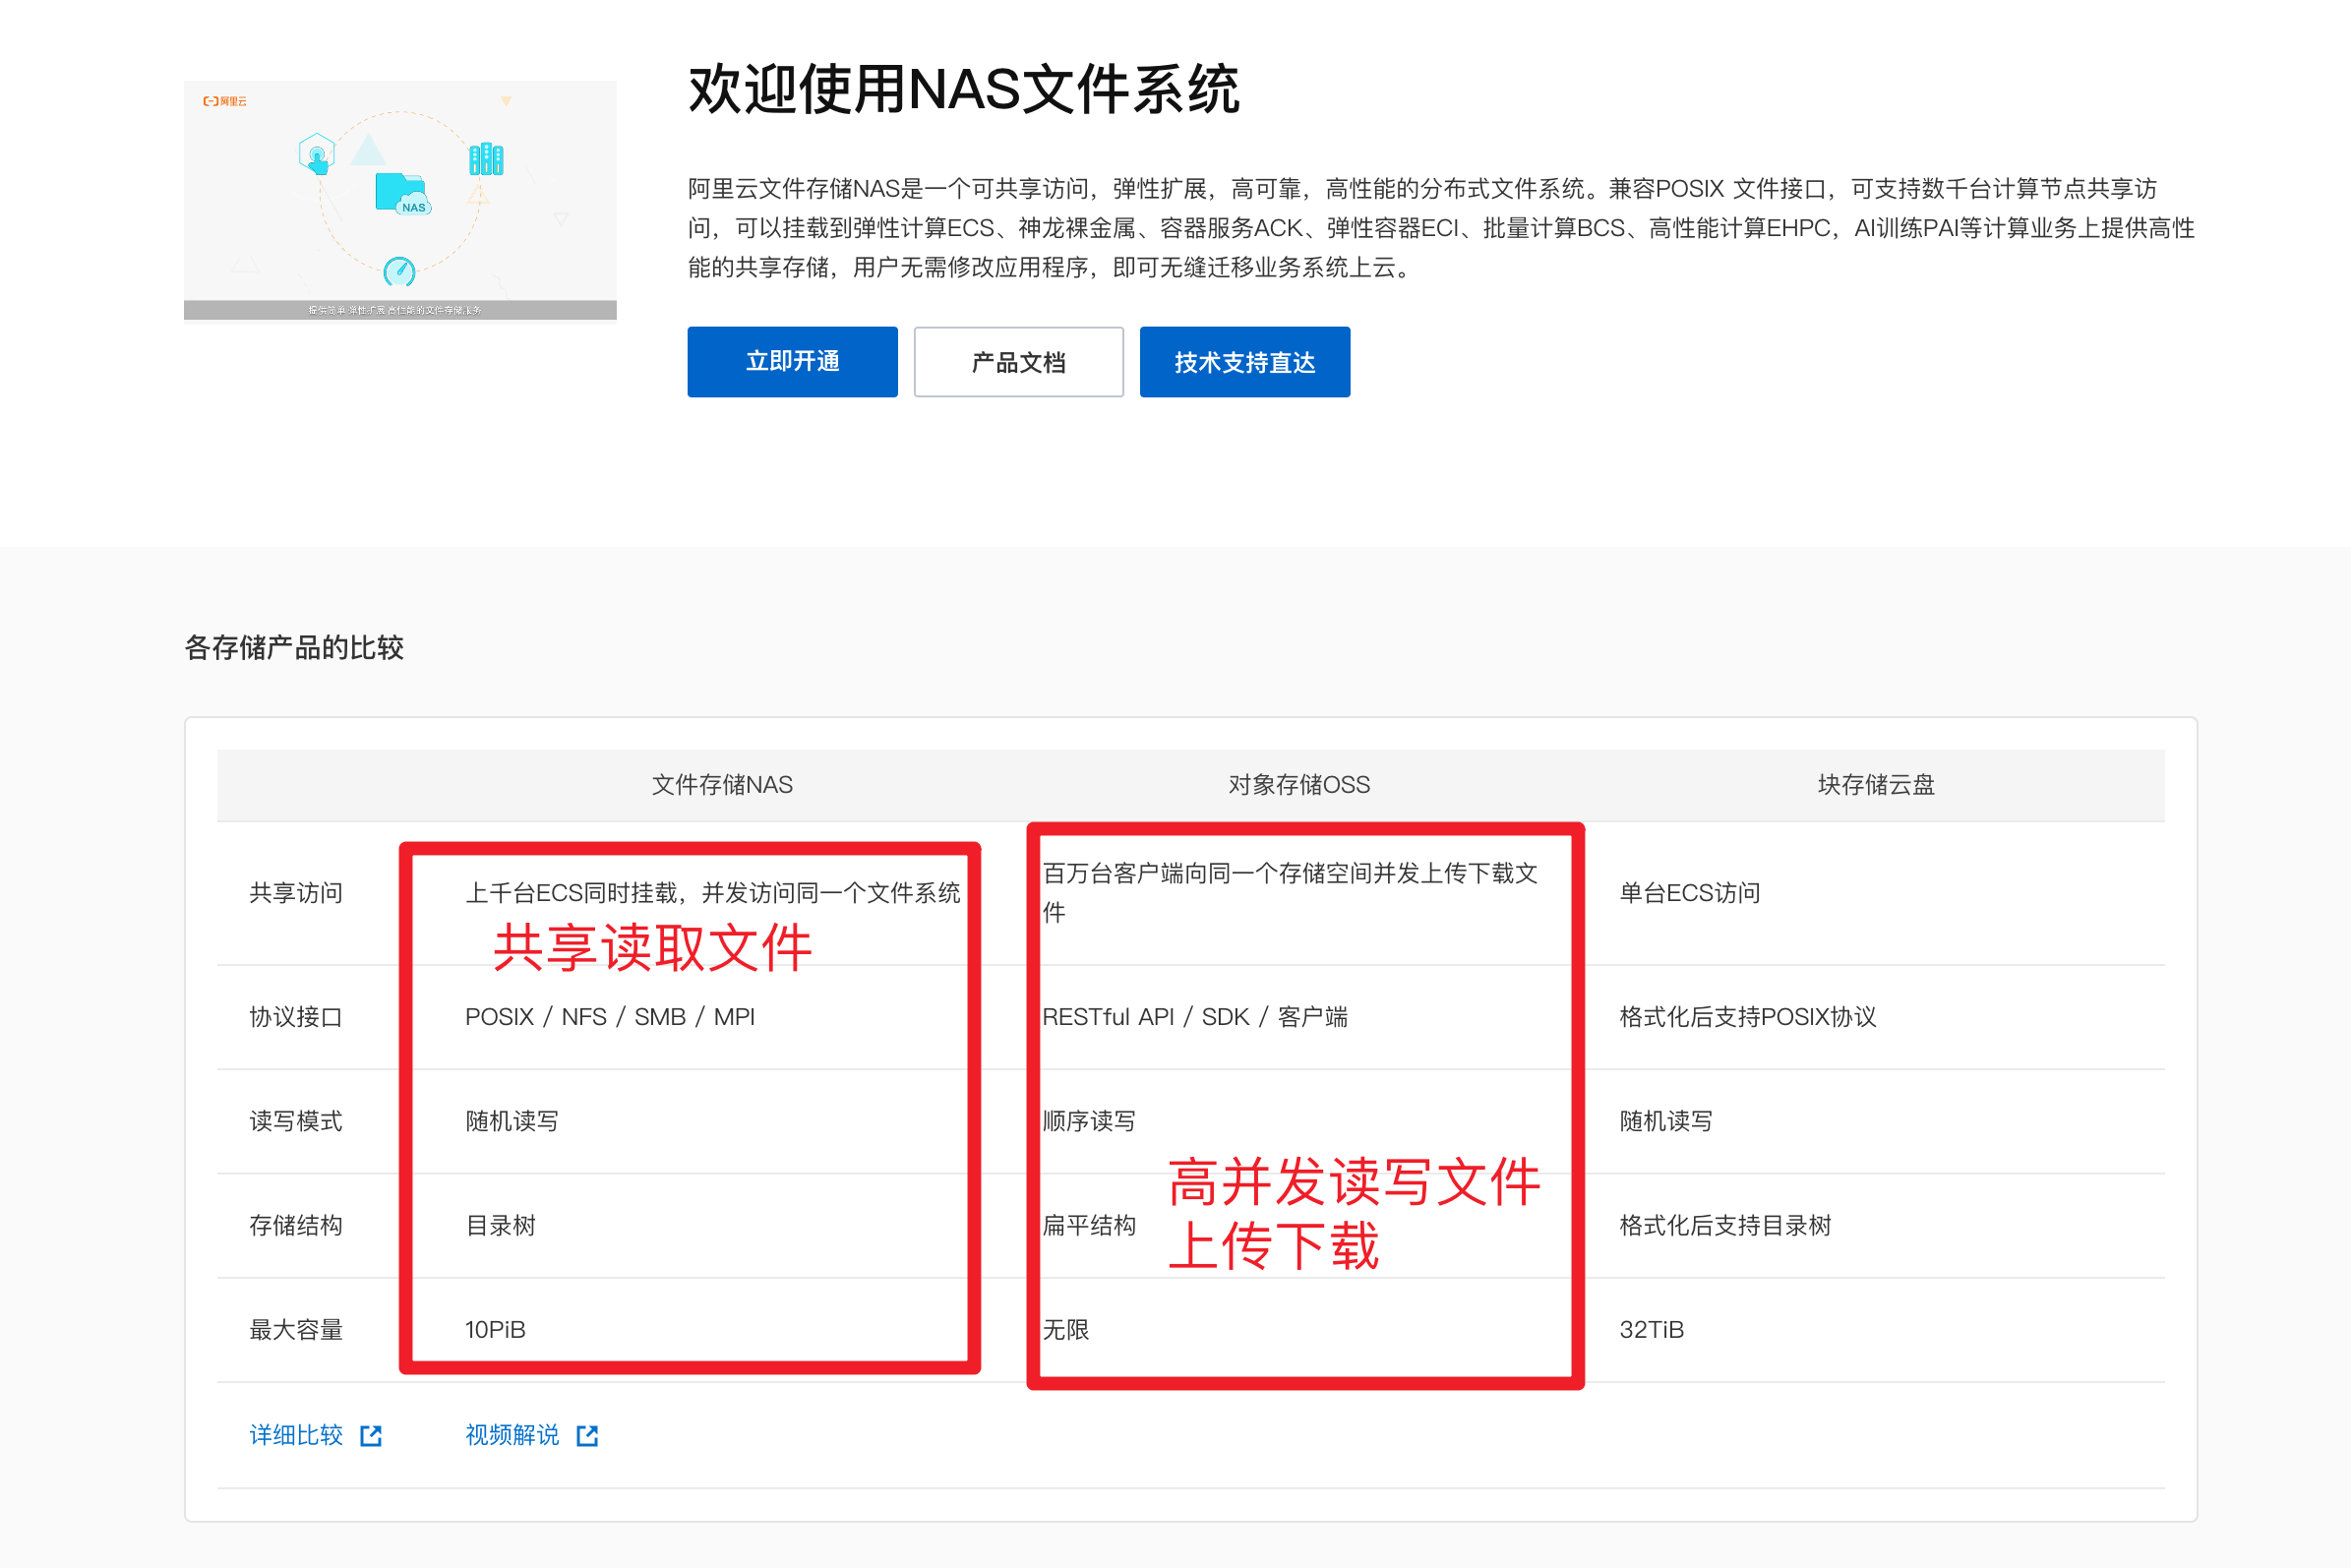 阿里云
NAS
提供简单 弹性扩展 高性能的文件存储服务
欢迎使用NAS文件系统
阿里云文件存储NAS是一个可共享访问，弹性扩展，高可靠，高性能的分布式文件系统。兼容POSIX 文件接口，可支持数千台计算节点共享访
问，可以挂载到弹性计算ECS、神龙裸金属、容器服务ACK、弹性容器ECI、批量计算BCS、高性能计算EHPC，AI训练PAI等计算业务上提供高性
能的共享存储，用户无需修改应用程序，即可无缝迁移业务系统上云。
立即开通 产品文档 技术支持直达
各存储产品的比较
文件存储NAS 对象存储OSS 块存储云盘
共享访问 上千台ECS同时挂载，并发访问同一个文件系统 百万台客户端向同一个存储空间并发上传下载文 单台ECS访问
件
共享读取文件
协议接口 POSIX / NFS / SMB / MPI RESTful API / SDK / 客户端 格式化后支持POSIX协议
读写模式 随机读写 顺序读写 随机读写
高并发读写文件
存储结构 目录树 扁平结构 格式化后支持目录树
上传下载
最大容量 10PiB 无限 32TiB
详细比较 视频解说